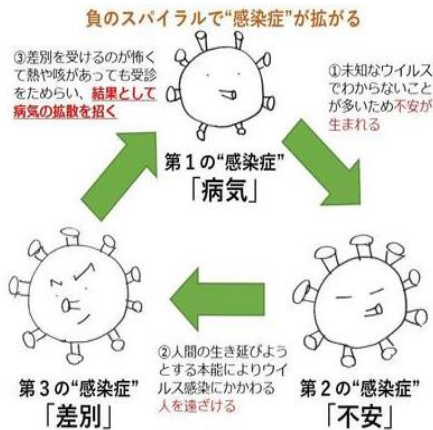 負のスパイラルで“感染症”が拡がる
③差別を受けるのが怖く
て熱や咳があっても受診
をためらい、結果として
病気の拡散を招く
①未知なウイルス
でわからないこと
が多いため不安が
生まれる
第1の“感染症”
「病気」
②人間の生き延びよう
とする本能によりウイ
ルス感染にかかわる
人を遠ざける
第3の“感染症”
「差別」
第2の“感染症”
「不安」